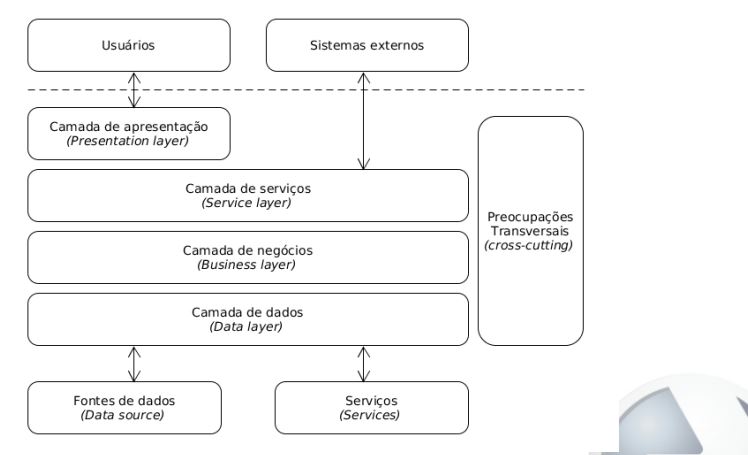 Usuários
Sistemas externos
Camada de apresentação
(Presentation layer)
Camada de serviços
(Service layer)
Camada de negócios
(Business layer)
Camada de dados
(Data layer)
Preocupações
Transversais
(cross-cutting)
Fontes de dados
(Data source)
Serviços
(Services)